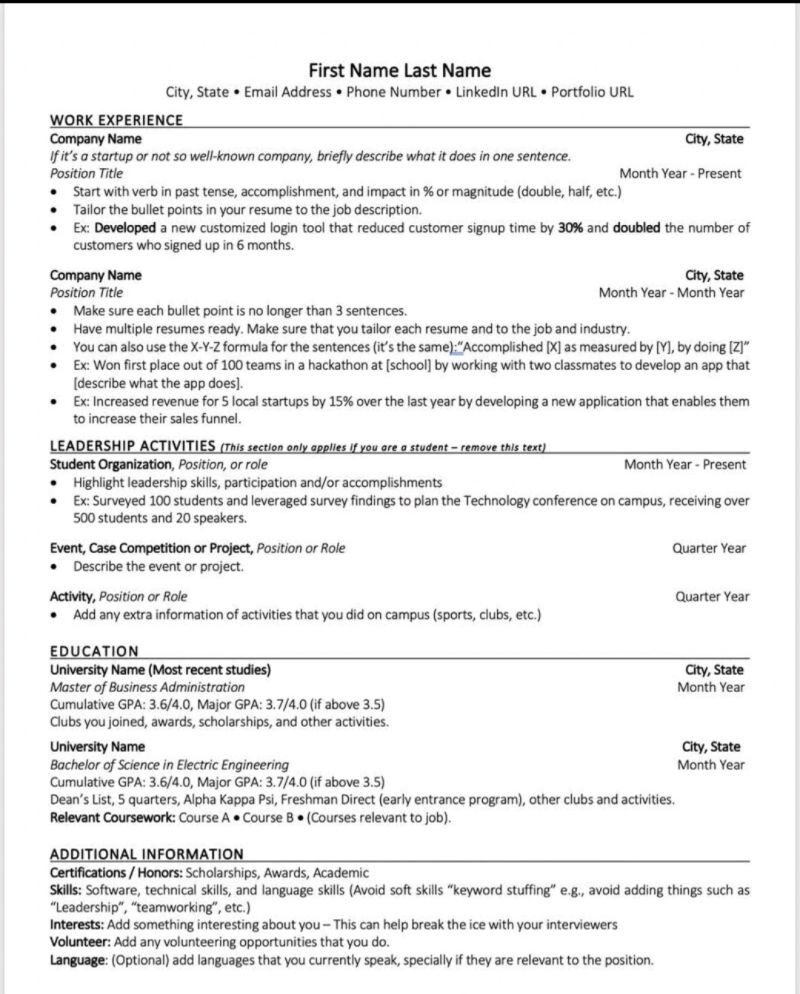 First Name Last Name
City, State • Email Address • Phone Number • LinkedIn URL • Portfolio URL
WORK EXPERIENCE
Company Name City, State
If it's a startup or not so well-known company, briefly describe what it does in one sentence.
Position Title Month Year - Present
• Start with verb in past tense, accomplishment, and impact in % or magnitude (double, half, etc.)
• Tailor the bullet points in your resume to the job description.
• Ex: Developed a new customized login tool that reduced customer signup time by 30% and doubled the number of
customers who signed up in 6 months.
Company Name City, State
Position Title Month Year - Month Year
• Make sure each bullet point is no longer than 3 sentences.
• Have multiple resumes ready. Make sure that you tailor each resume and to the job and industry.
• You can also use the X-Y-Z formula for the sentences (it's the same):"Accomplished [X] as measured by [Y], by doing [Z]"
• Ex: Won first place out of 100 teams in a hackathon at [school] by working with two classmates to develop an app that
[describe what the app does].
• Ex: Increased revenue for 5 local startups by 15% over the last year by developing a new application that enables them
to increase their sales funnel.
LEADERSHIP ACTIVITIES (This section only applies if you are a student – remove this text)
Student Organization, Position, or role Month Year - Present
• Highlight leadership skills, participation and/or accomplishments
• Ex: Surveyed 100 students and leveraged survey findings to plan the Technology conference on campus, receiving over
500 students and 20 speakers.
Event, Case Competition or Project, Position or Role Quarter Year
• Describe the event or project.
Activity, Position or Role Quarter Year
• Add any extra information of activities that you did on campus (sports, clubs, etc.)
EDUCATION
University Name (Most recent studies) City, State
Master of Business Administration Month Year
Cumulative GPA: 3.6/4.0, Major GPA: 3.7/4.0 (if above 3.5)
Clubs you joined, awards, scholarships, and other activities.
University Name City, State
Bachelor of Science in Electric Engineering Month Year
Cumulative GPA: 3.6/4.0, Major GPA: 3.7/4.0 (if above 3.5)
Dean's List, 5 quarters, Alpha Kappa Psi, Freshman Direct (early entrance program), other clubs and activities.
Relevant Coursework: Course A • Course B • (Courses relevant to job).
ADDITIONAL INFORMATION
Certifications / Honors: Scholarships, Awards, Academic
Skills: Software, technical skills, and language skills (Avoid soft skills "keyword stuffing" e.g., avoid adding things such as
"Leadership", "teamworking", etc.)
Interests: Add something interesting about you – This can help break the ice with your interviewers
Volunteer: Add any volunteering opportunities that you do.
Language: (Optional) add languages that you currently speak, specially if they are relevant to the position.